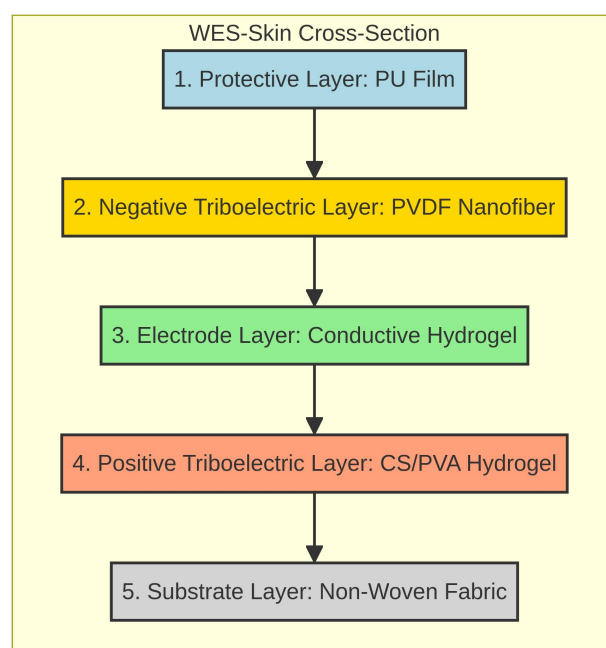 WES-Skin Cross-Section
1. Protective Layer: PU Film
2. Negative Triboelectric Layer: PVDF Nanofiber
3. Electrode Layer: Conductive Hydrogel
4. Positive Triboelectric Layer: CS/PVA Hydrogel
5. Substrate Layer: Non-Woven Fabric